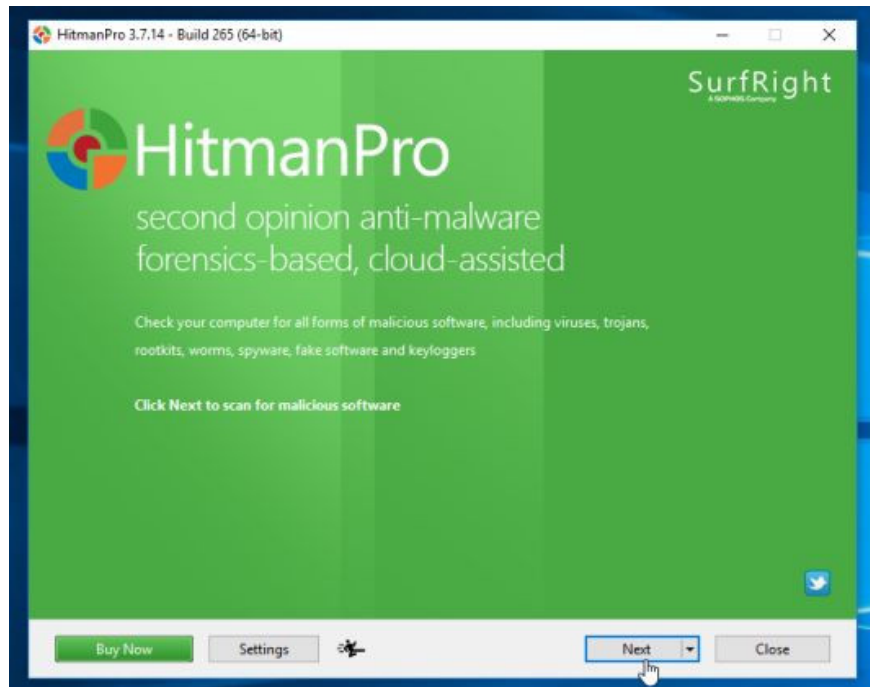 HitmanPro 3.7.14 - Build 265 (64-bit)
SurfRight
A SOPHOS Company
HitmanPro
second opinion anti-malware
forensics-based, cloud-assisted
Check your computer for all forms of malicious software, including viruses, trojans,
rootkits, worms, spyware, fake software and keyloggers
Click Next to scan for malicious software
Buy Now
Settings
Next
Close